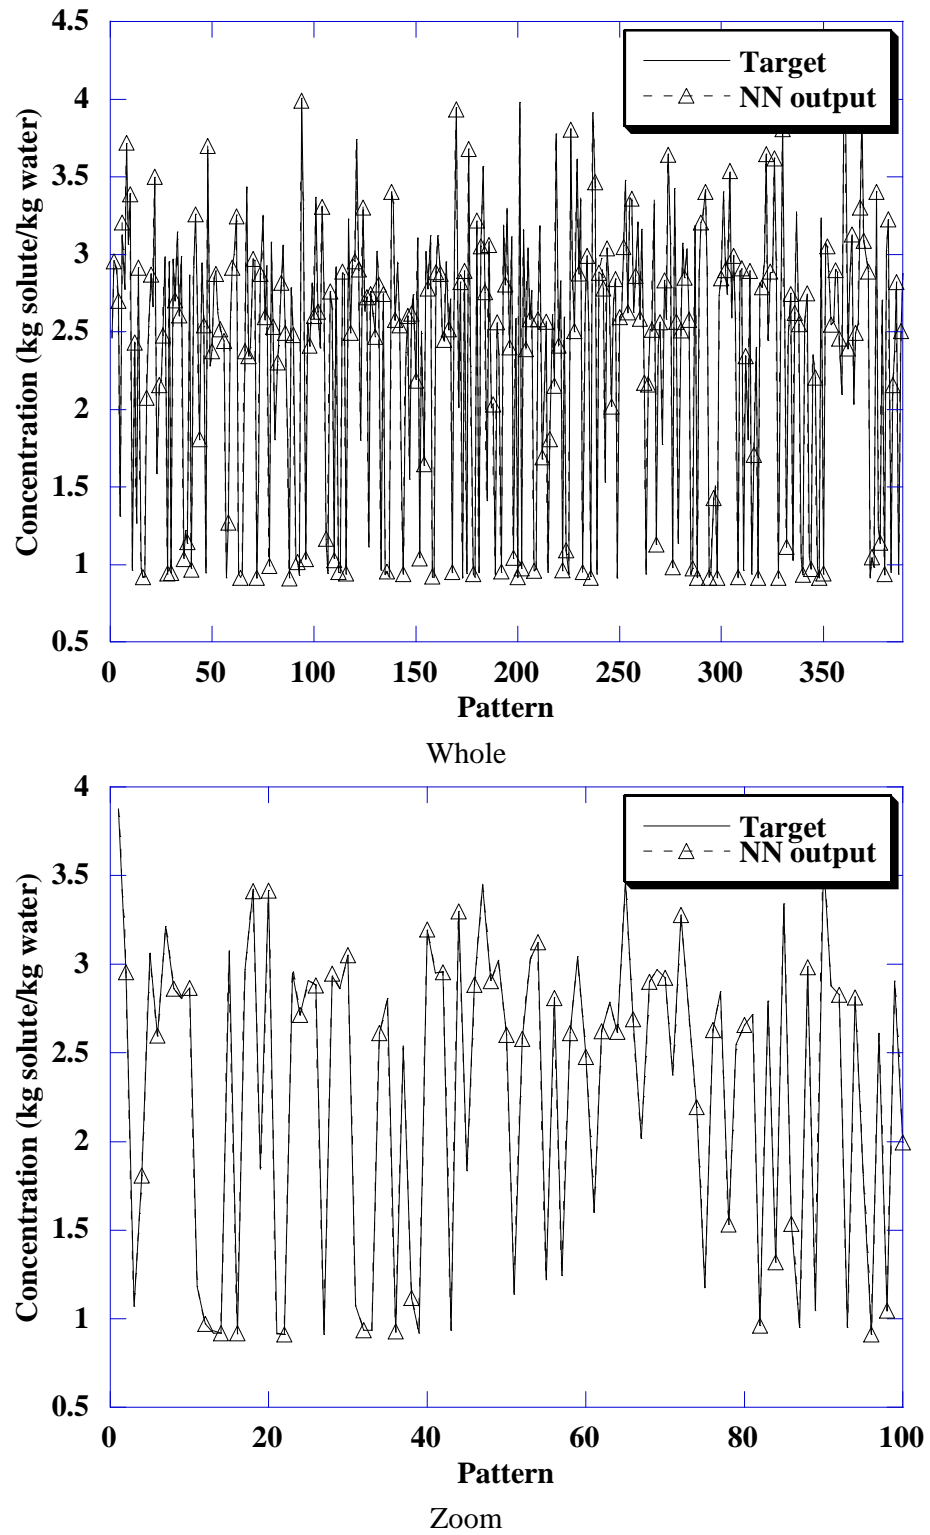 4.5
4
3.5
3
2.5
2
1.5
1
0.5
Concentration (kg solute/kg water)
Target
NN output
0 50 100 150 200 250 300 350
Pattern
Whole
4
3.5
3
2.5
2
1.5
1
0.5
Concentration (kg solute/kg water)
Target
NN output
0 20 40 60 80 100
Pattern
Zoom